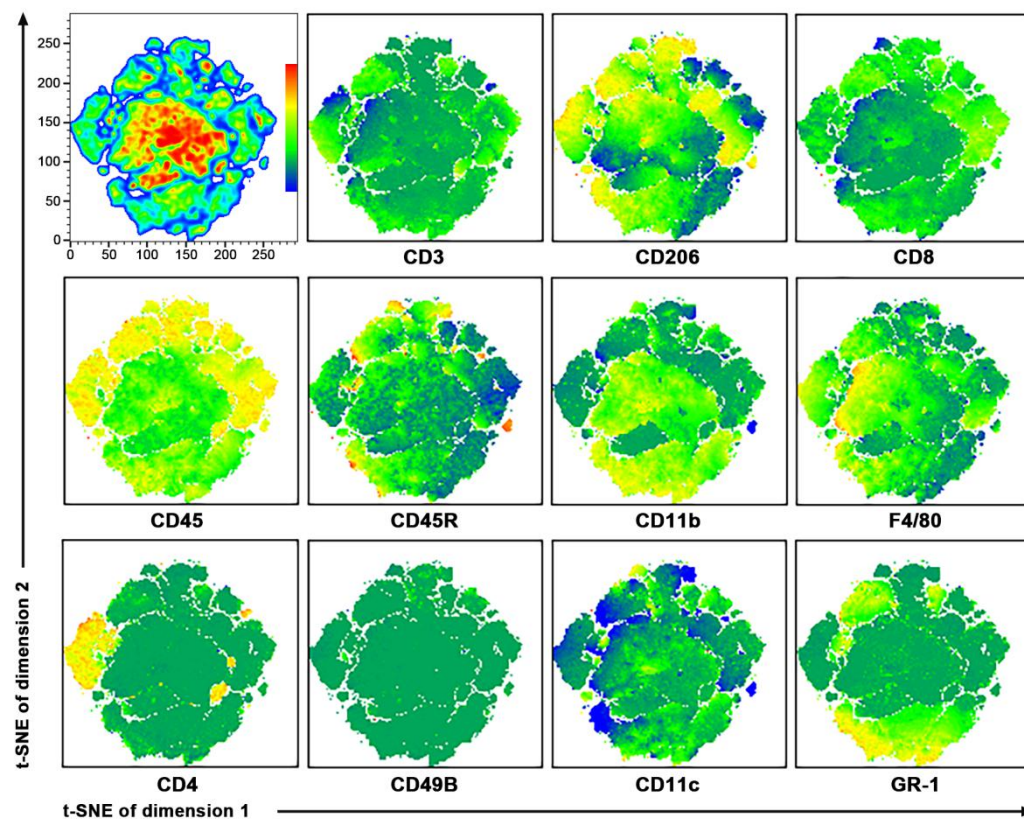 250
200
150
100
50
0
0 50 100 150 200 250
CD3
CD206
CD8
CD45
CD45R
CD11b
F4/80
CD4
CD49B
CD11c
GR-1
t-SNE of dimension 2
t-SNE of dimension 1